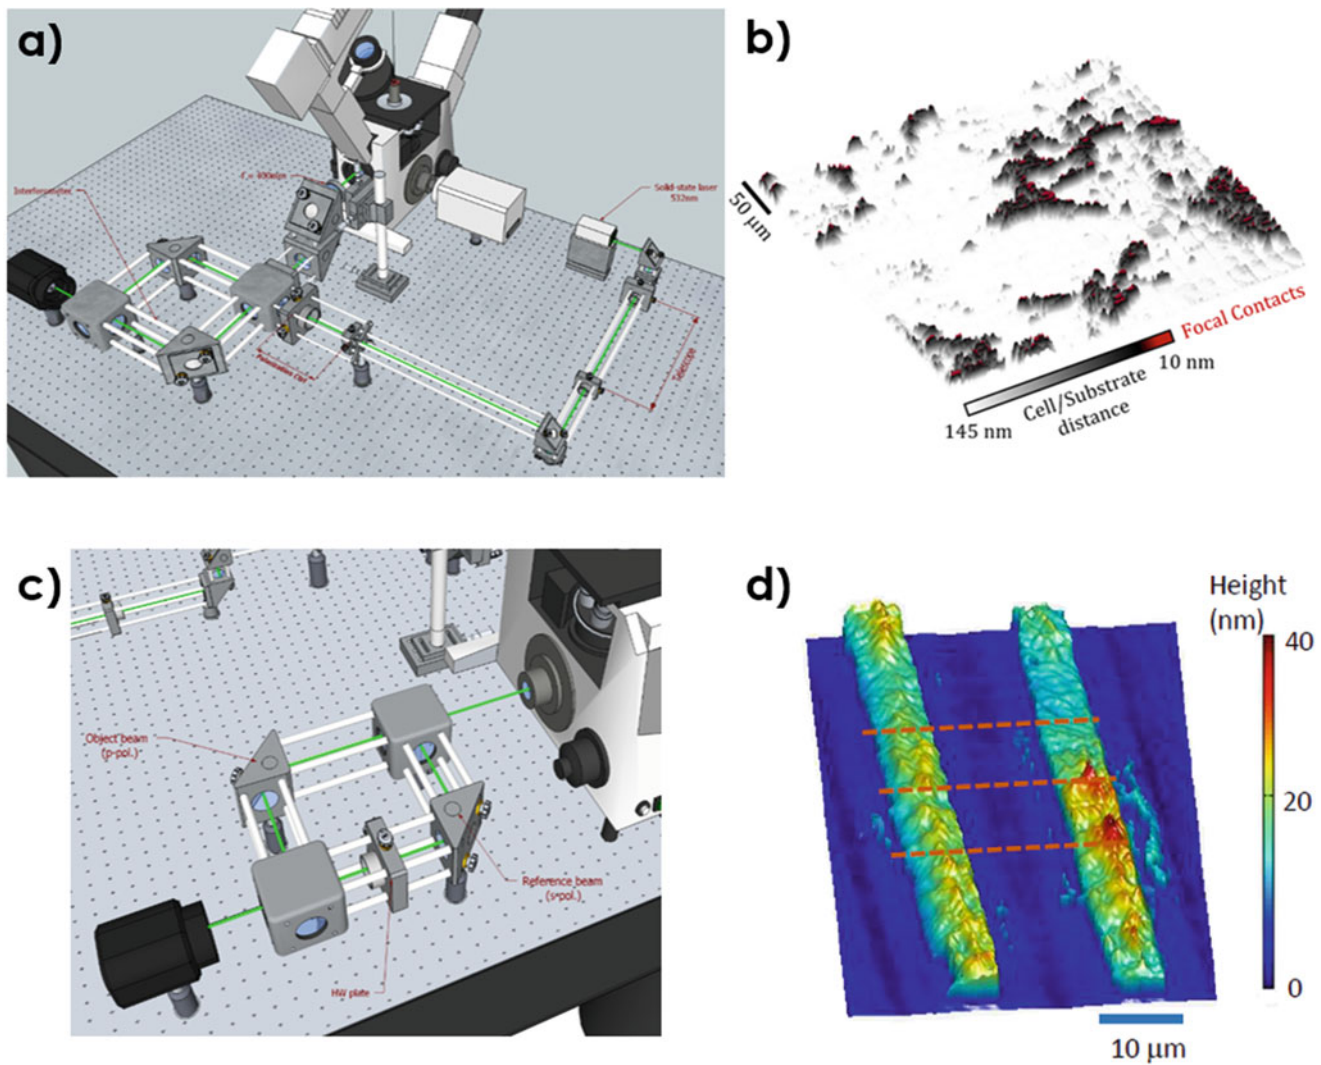 a)
Interferometer
Solid-state laser
532nm
Telescope
b)
50 μm
Focal Contacts
10 nm
Cell/Substrate
distance
145 nm
c)
Object beam
(p-pol.)
Reference beam
(s-pol.)
HW plate
d)
Height
(nm)
40
20
0
10 μm